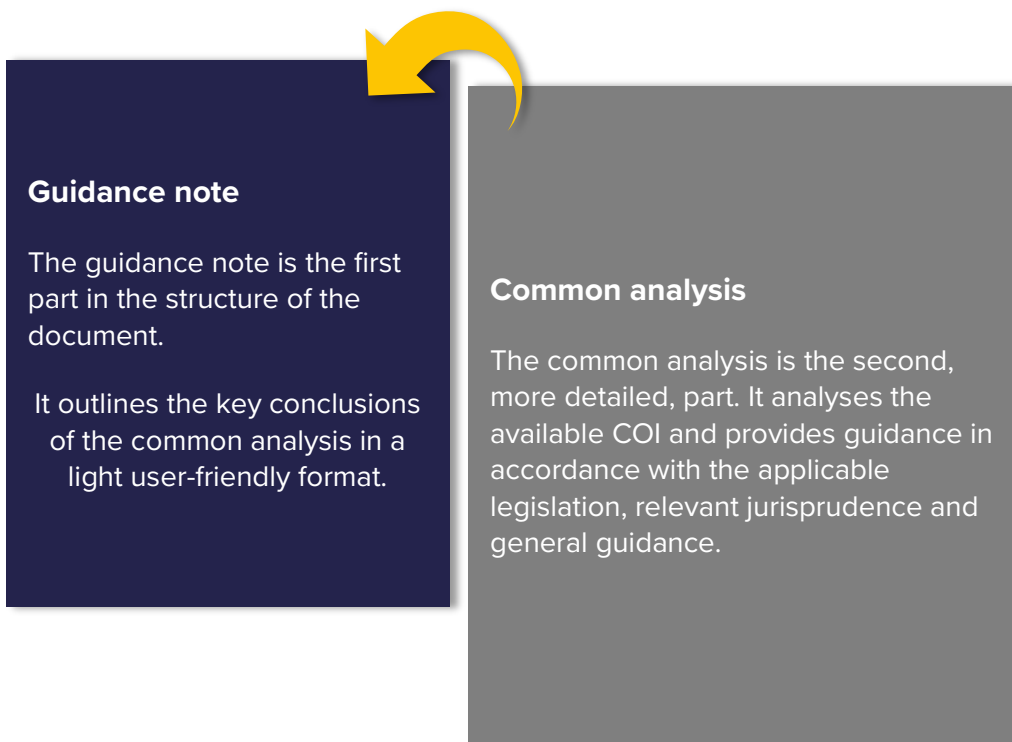 Guidance note
The guidance note is the first
part in the structure of the
document.
It outlines the key conclusions
of the common analysis in a
light user-friendly format.
Common analysis
The common analysis is the second,
more detailed, part. It analyses the
available COI and provides guidance in
accordance with the applicable
legislation, relevant jurisprudence and
general guidance.